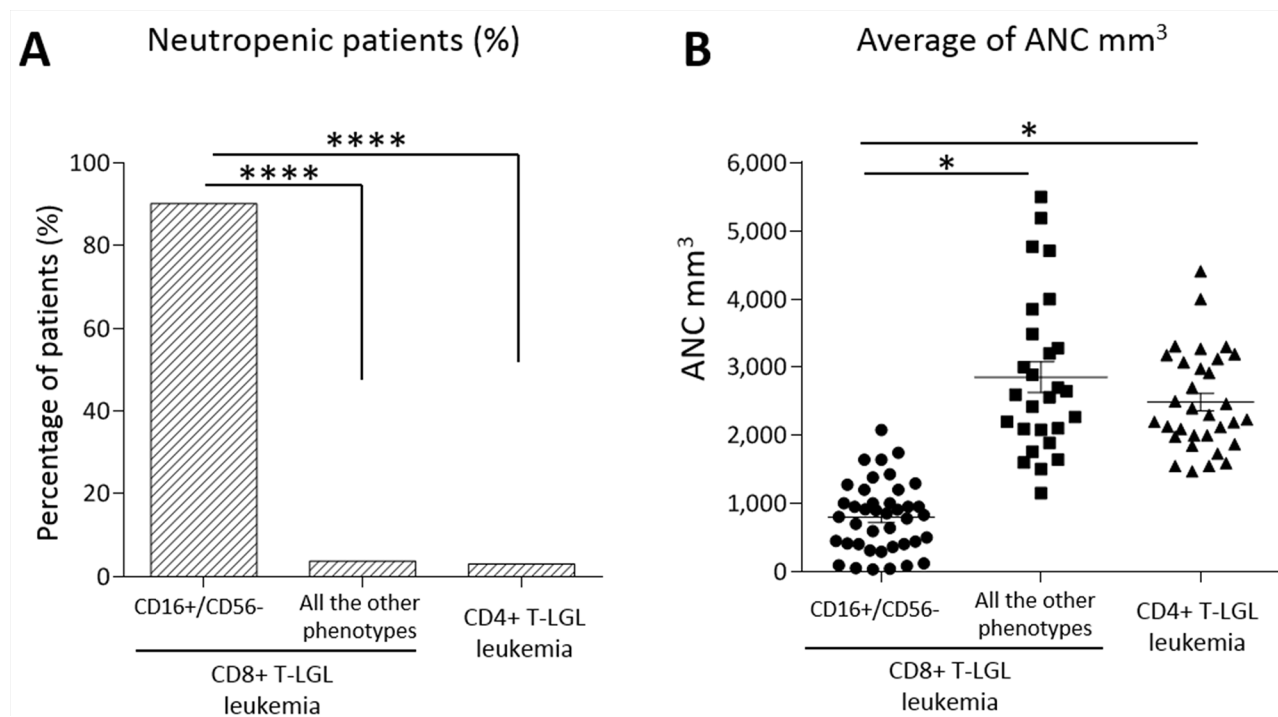 A
Neutropenic patients (%)
****
****
Percentage of patients (%)
100
80
60
40
20
0
CD16+/CD56-
All the other
phenotypes
CD4+ T-LGL
leukemia
CD8+ T-LGL
leukemia
B
Average of ANC mm³
*
*
ANC mm³
6,000
5,000
4,000
3,000
2,000
1,000
0
CD16+/CD56-
All the other
phenotypes
CD4+ T-LGL
leukemia
CD8+ T-LGL
leukemia